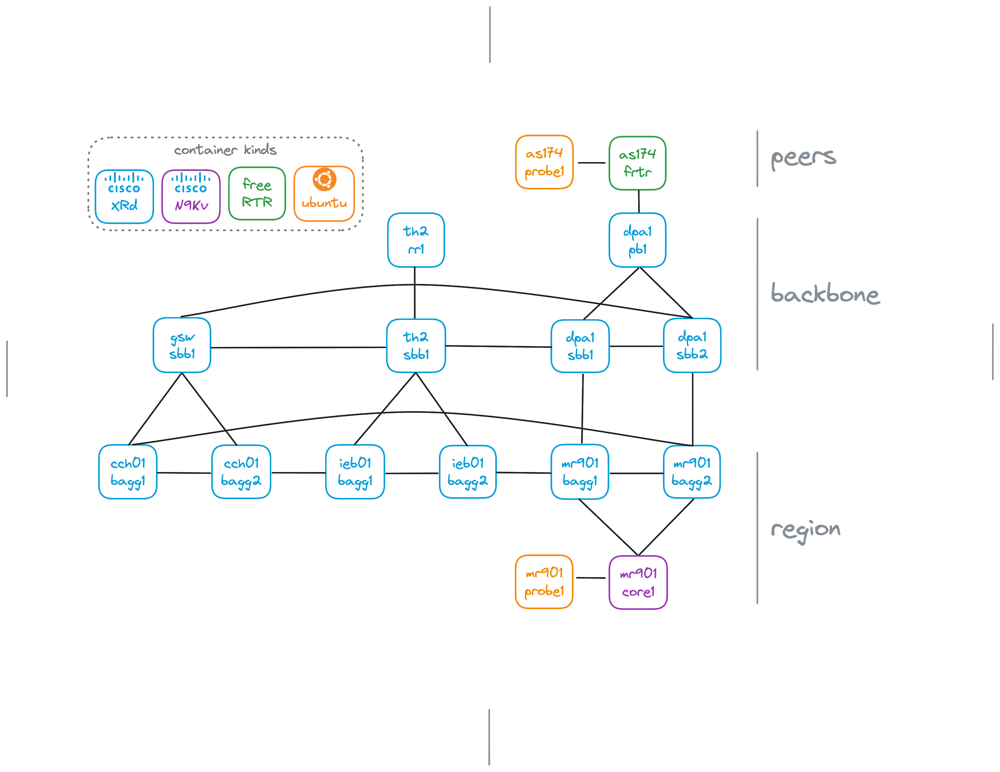 container kinds
CISCO
XRd
CISCO
N9Kv
free
RTR
ubuntu
as174
probe1
as174
frtr
peers
th2
rr1
dpa1
pb1
backbone
gsw
sbb1
th2
sbb1
dpa1
sbb1
dpa1
sbb2
cch01
bagg1
cch01
bagg2
ieb01
bagg1
ieb01
bagg2
mr901
bagg1
mr901
bagg2
region
mr901
probe1
mr901
core1